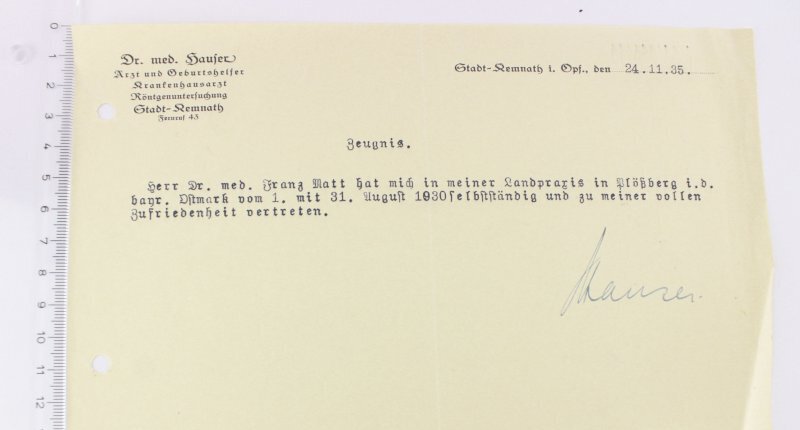 Dr. med. Hauser
Arzt und Geburtshelfer
Krankenhausarzt
Röntgenuntersuchung
Stadt-Kemnath
Fernruf 43
Stadt-Kemnath i. Opf., den 24.11.35.
Zeugnis.
Herr Dr. med. Franz Matt hat mich in meiner Landpraxis in Plößberg i.d.
bayr. Ostmark vom 1. mit 31. August 1930 selbstständig und zu meiner vollen
Zufriedenheit vertreten.
Hauser.
0
1
2
3
4
5
6
7
8
9
10
11
12